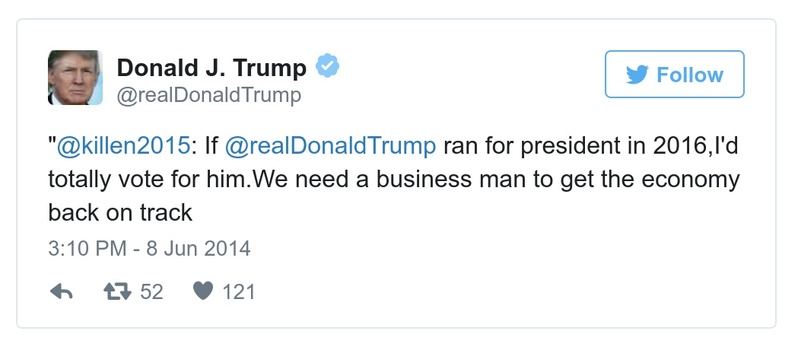 Donald J. Trump
Follow
@realDonaldTrump
"@killen2015: If @realDonaldTrump ran for president in 2016,I'd
totally vote for him.We need a business man to get the economy
back on track
3:10 PM - 8 Jun 2014
52 121